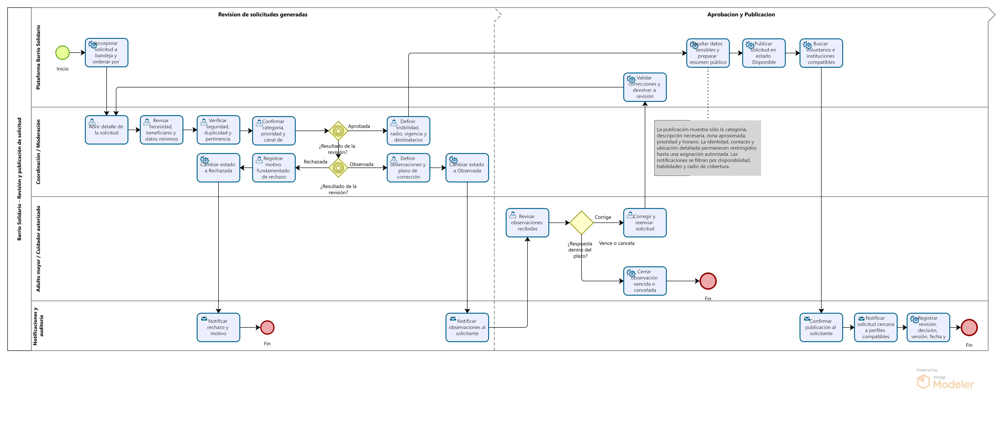 Barrio Solidario - Revisión y publicación de solicitud
Revision de solicitudes generadas
Aprobacion y Publicacion
Plataforma Barrio Solidario
Inicio
Incorporar
solicitud a
bandeja y
ordenar por
Ocultar datos
sensibles y
preparar
resumen público
Publicar
solicitud en
estado
Disponible
Buscar
voluntarios e
instituciones
compatibles
Validar
correcciones y
devolver a
revisión
Coordinación / Moderación
Abrir detalle de
la solicitud
Revisar
necesidad,
beneficiario y
datos mínimos
Verificar
seguridad,
duplicidad y
pertinencia
Confirmar
categoría,
prioridad y
canal de
Aprobada
¿Resultado de la
revisión?
Definir
visibilidad,
radio, vigencia y
destinatarios
Cambiar estado
a Rechazada
Registrar
motivo
fundamentado
de rechazo
Rechazada
Observada
¿Resultado de la
revisión?
Definir
observaciones y
plazo de
corrección
Cambiar estado
a Observada
La publicación muestra sólo la categoría,
descripción necesaria, zona aproximada,
prioridad y horario. La identidad, contacto y
ubicación detallada permanecen restringidos
hasta una asignación autorizada. Las
notificaciones se filtran por disponibilidad,
habilidades y radio de cobertura.
Adulto mayor / Cuidador autorizado
Revisar
observaciones
recibidas
Corrige
¿Respuesta
dentro del
plazo?
Vence o cancela
Corregir y
reenviar
solicitud
Cerrar
observación
vencida o
cancelada
Fin
Notificaciones y
auditoría
Notificar
rechazo y
motivo
Fin
Notificar
observaciones al
solicitante
Confirmar
publicación al
solicitante
Notificar
solicitud cercana
a perfiles
compatibles
Registrar
revisión,
decisión,
versión, fecha y
Fin
Powered by
bizagi
Modeler